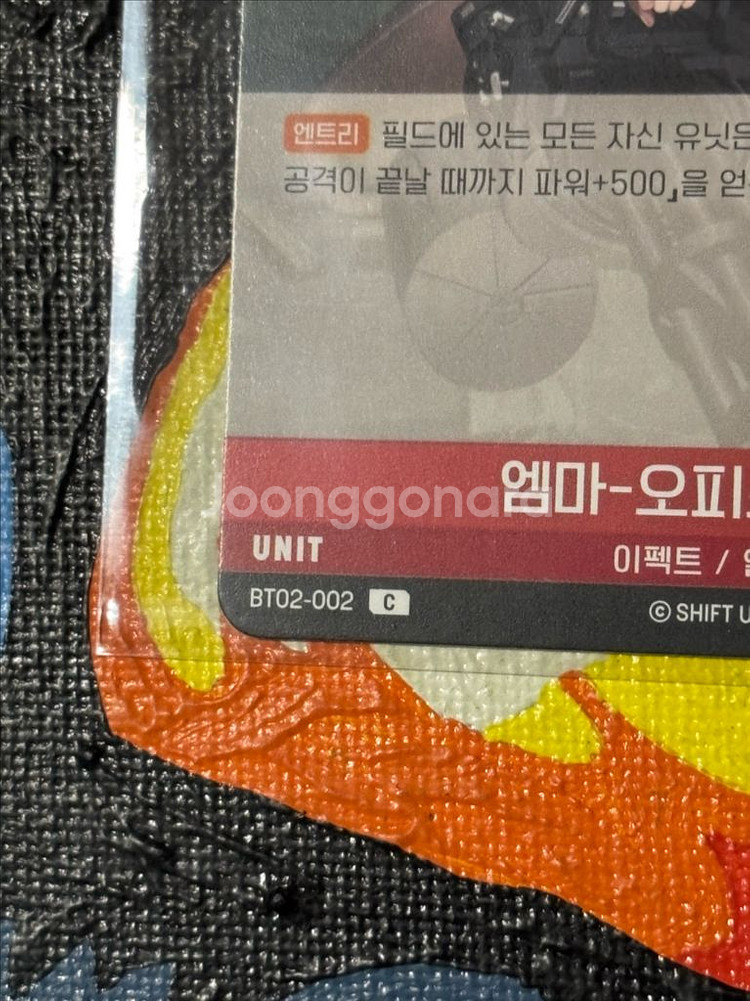 엔트리 필드에 있는 모든 자신 유닛은
공격이 끝날 때까지 파워+500」을 얻
엠마-오피
joonggonara
UNIT
이펙트 /
BT02-002 C
© SHIFT U